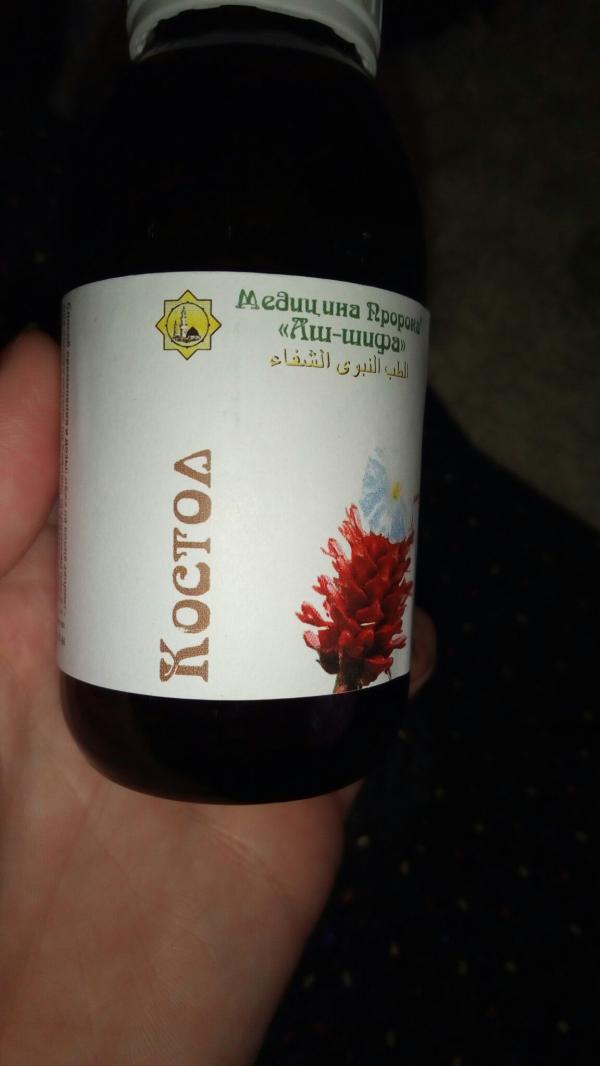 Медицина Пророка
«Аш-шифа»
الطب النبوى الشفاء
Костол